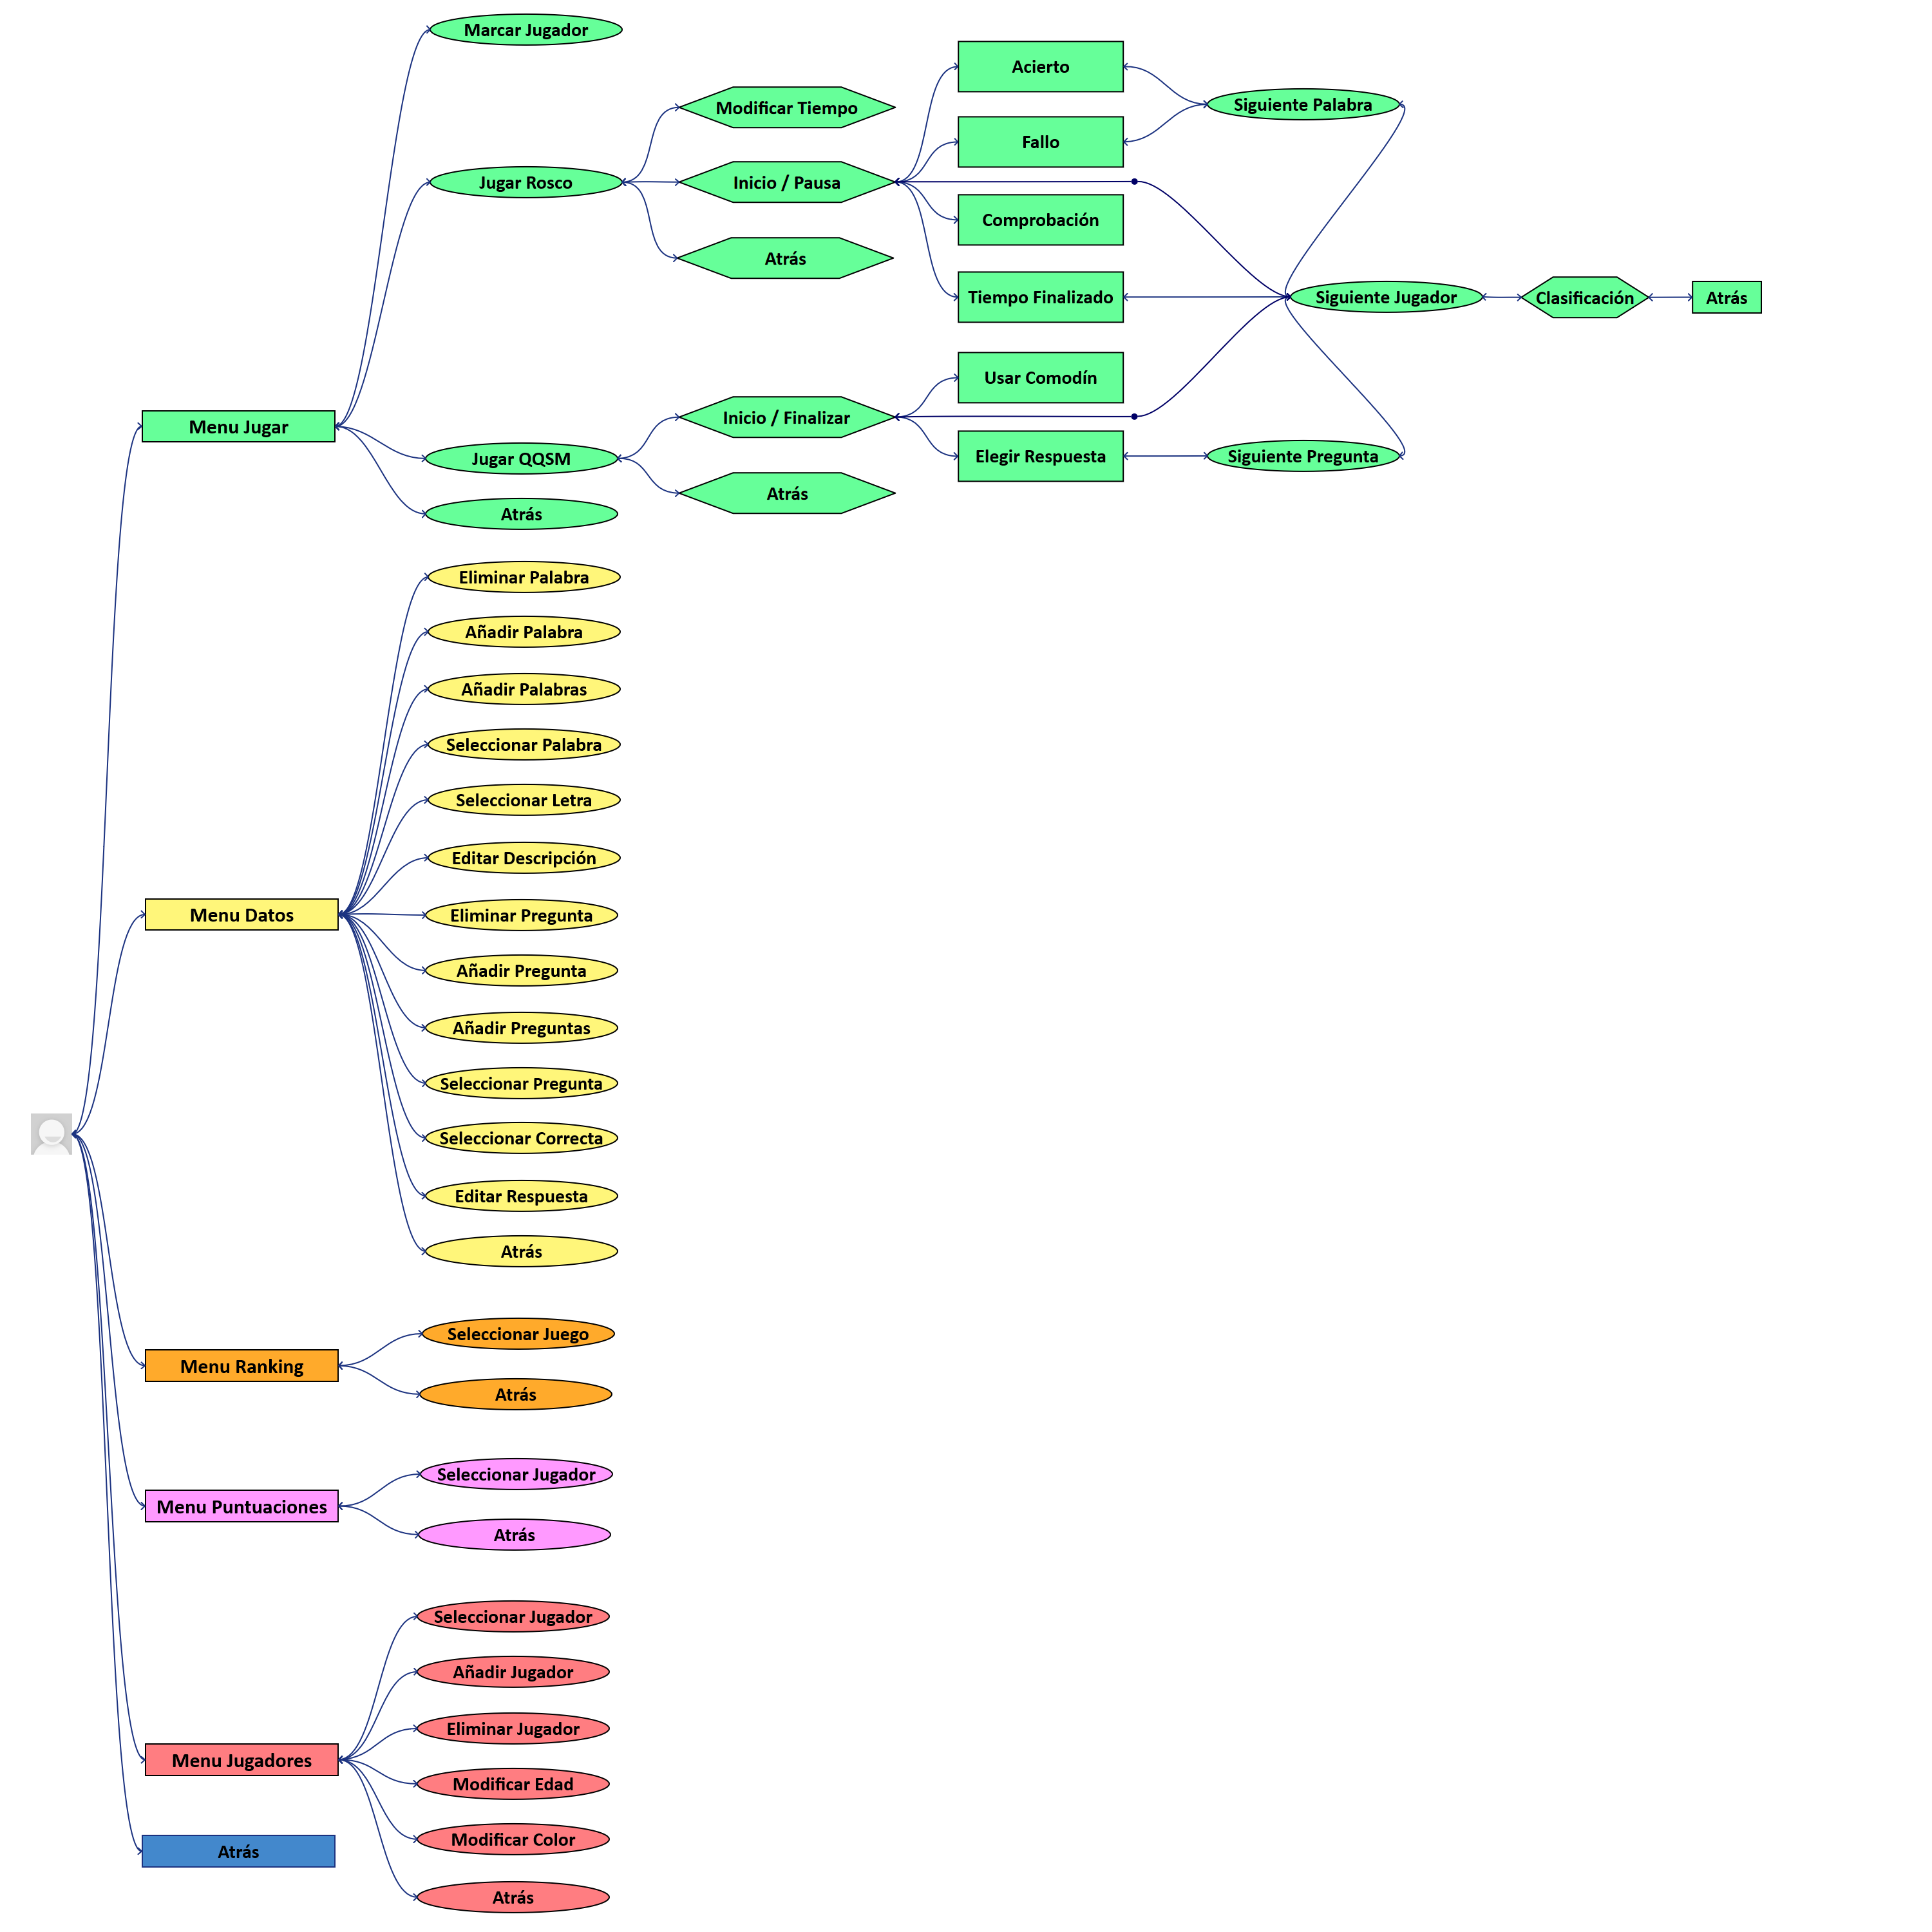 Marcar Jugador
Acierto
Modificar Tiempo
Siguiente Palabra
Fallo
Jugar Rosco
Inicio / Pausa
Comprobación
Atrás
Tiempo Finalizado
Siguiente Jugador
Clasificación
Atrás
Usar Comodín
Menu Jugar
Inicio / Finalizar
Jugar QQSM
Elegir Respuesta
Siguiente Pregunta
Atrás
Atrás
Eliminar Palabra
Añadir Palabra
Añadir Palabras
Seleccionar Palabra
Seleccionar Letra
Editar Descripción
Menu Datos
Eliminar Pregunta
Añadir Pregunta
Añadir Preguntas
Seleccionar Pregunta
Seleccionar Correcta
Editar Respuesta
Atrás
Seleccionar Juego
Menu Ranking
Atrás
Seleccionar Jugador
Menu Puntuaciones
Atrás
Seleccionar Jugador
Añadir Jugador
Eliminar Jugador
Menu Jugadores
Modificar Edad
Modificar Color
Atrás
Atrás